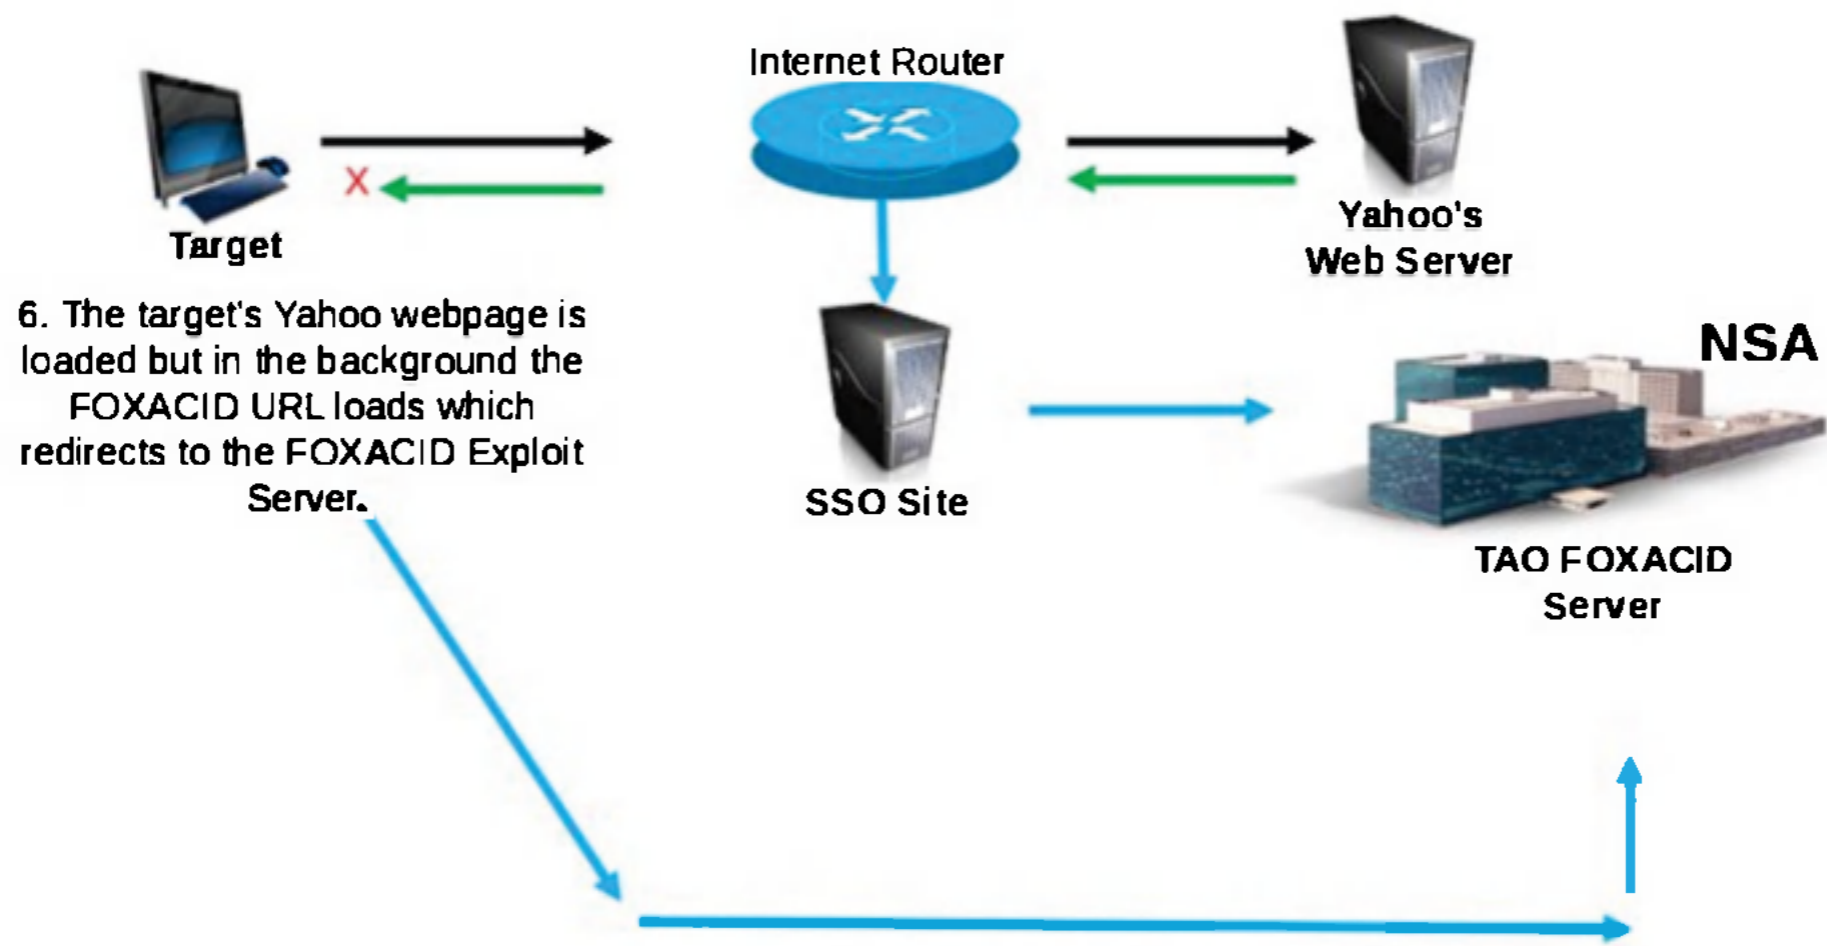 Internet Router
Target
X
Yahoo's
Web Server
6. The target's Yahoo webpage is
loaded but in the background the
FOXACID URL loads which
redirects to the FOXACID Exploit
Server.
SSO Site
NSA
TAO FOXACID
Server